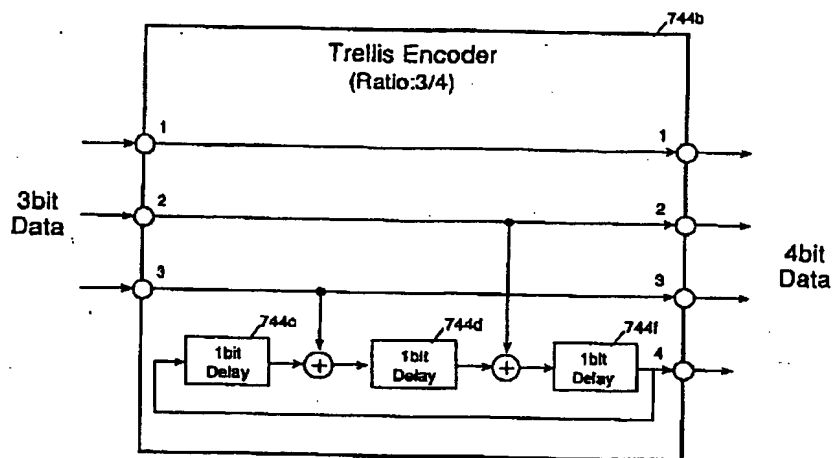 744b
Trellis Encoder
(Ratio:3/4)
1
1
3bit
Data
2
2
4bit
Data
3
3
744c
744d
744f
1bit
Delay
+
1bit
Delay
+
1bit
Delay
4